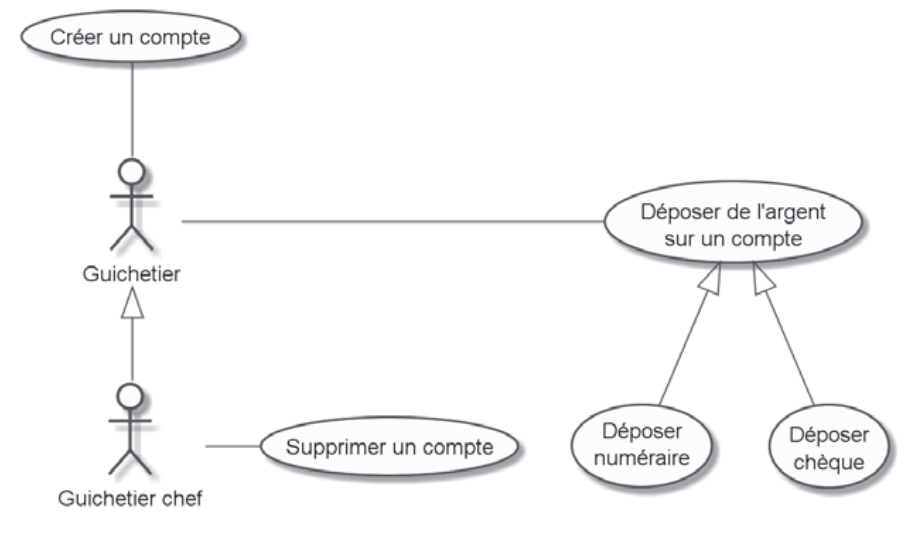 Créer un compte
Déposer de l'argent
sur un compte
Guichetier
Déposer
numéraire
Déposer
chèque
Supprimer un compte
Guichetier chef